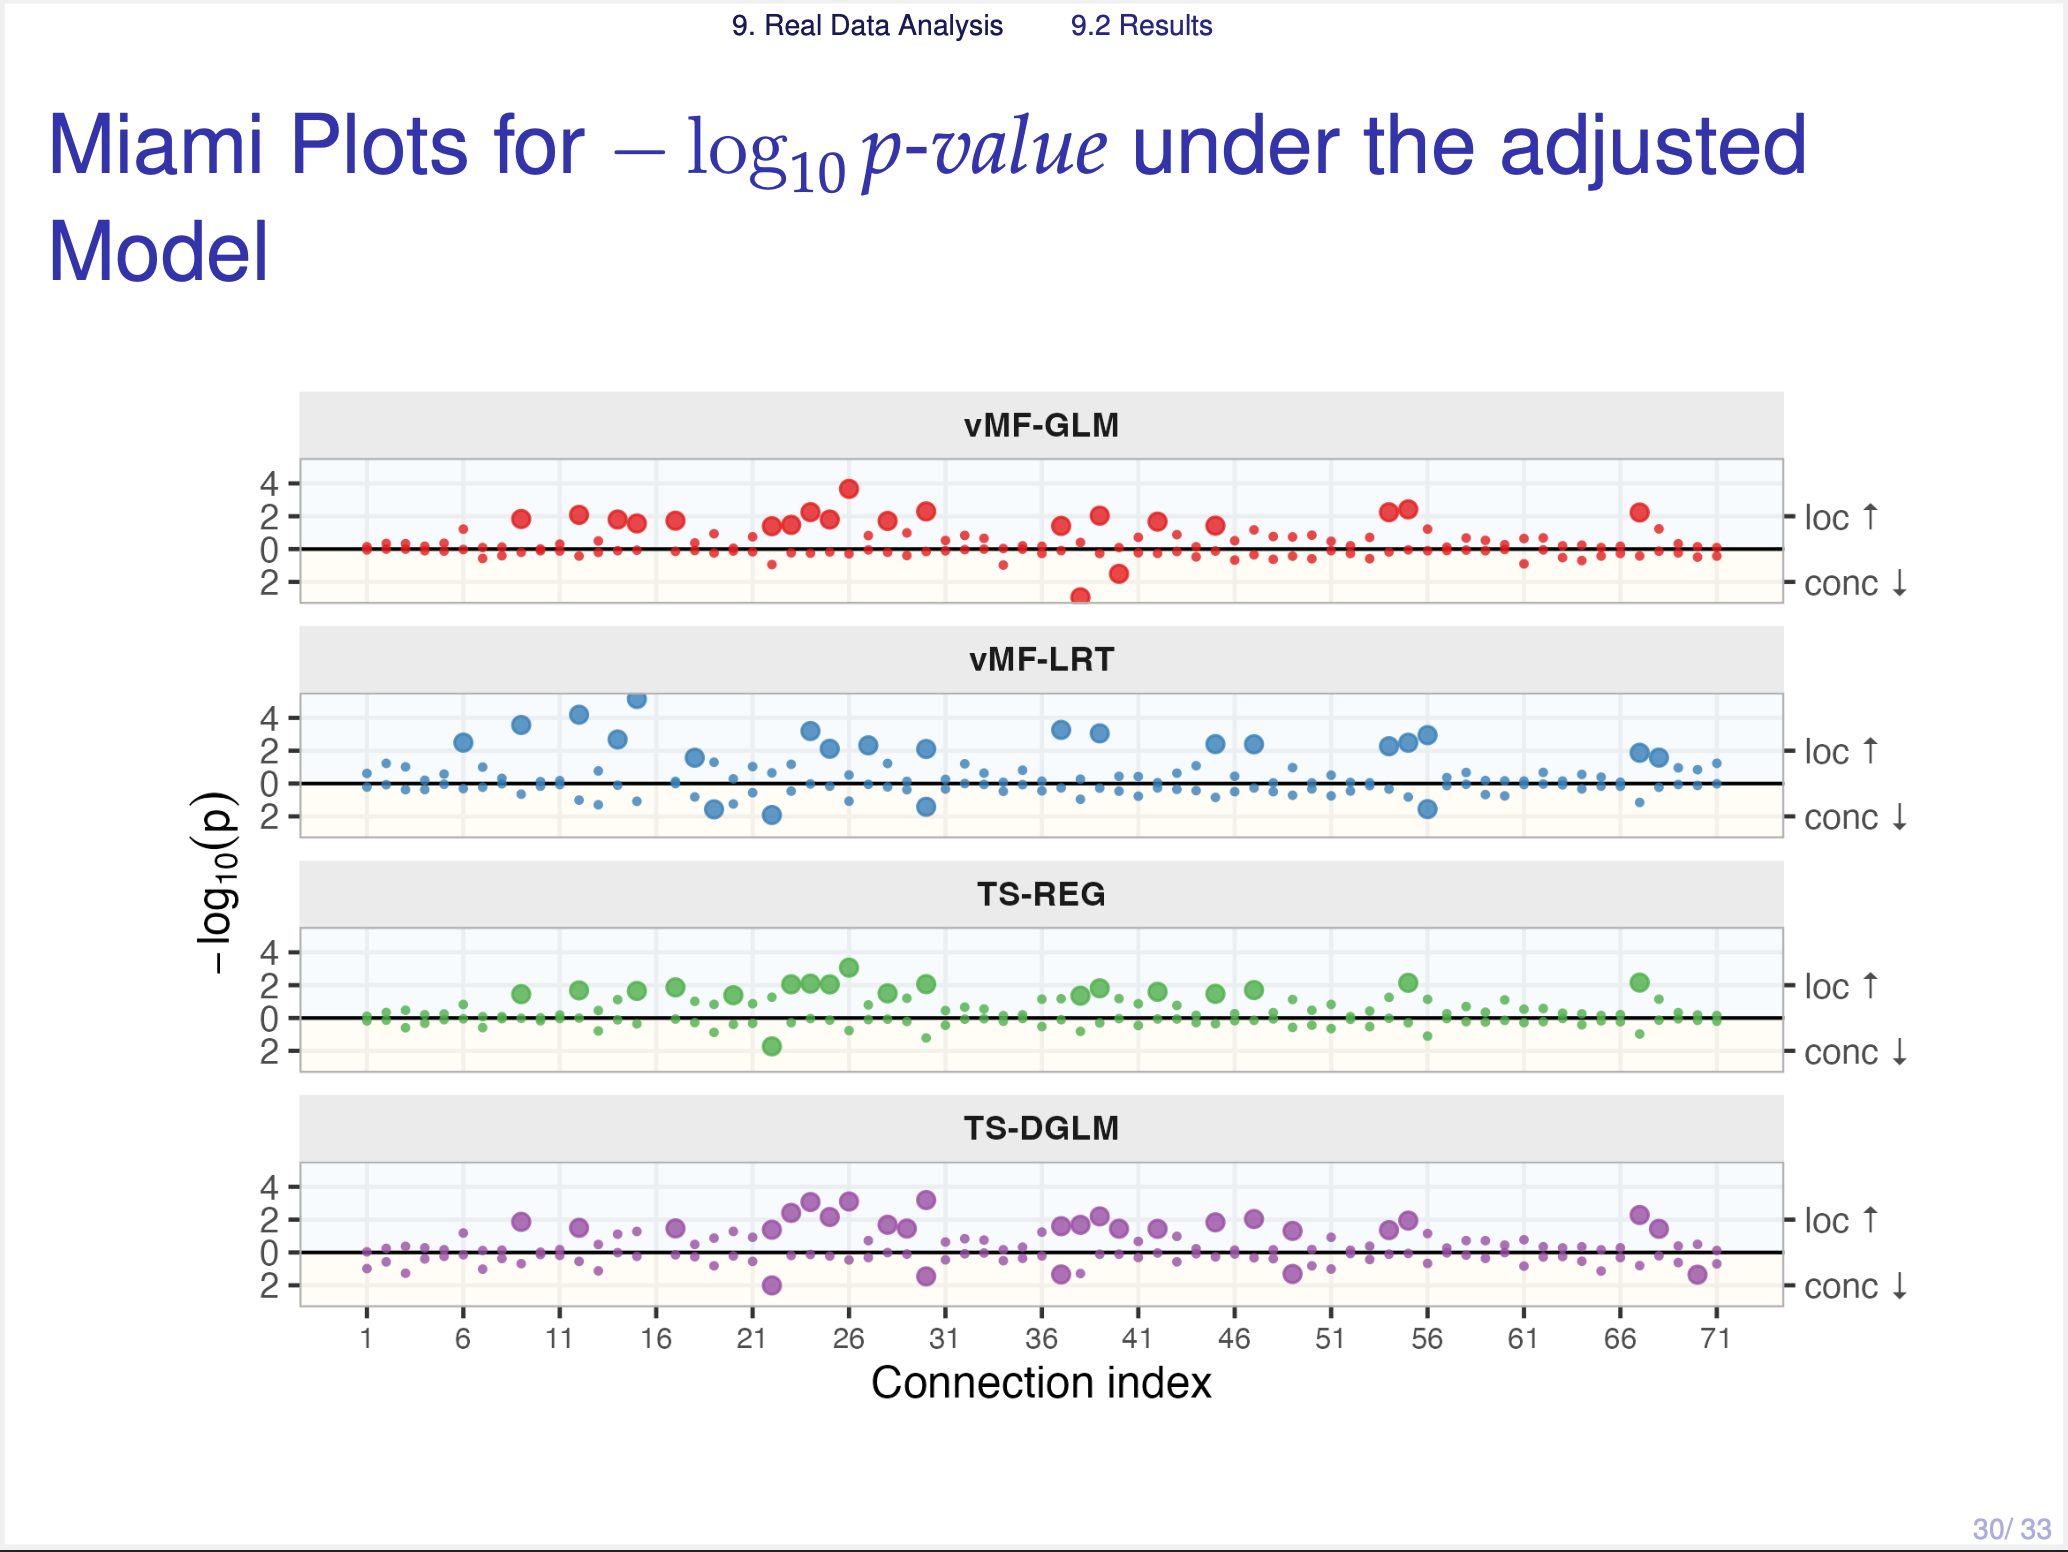 9. Real Data Analysis 9.2 Results
Miami Plots for − log₁₀ p-value under the adjusted
Model
vMF-GLM
4
2
0
2
loc ↑
conc ↓
vMF-LRT
4
2
0
2
loc ↑
conc ↓
TS-REG
4
2
0
2
loc ↑
conc ↓
TS-DGLM
4
2
0
2
loc ↑
conc ↓
− log₁₀(p)
1 6 11 16 21 26 31 36 41 46 51 56 61 66 71
Connection index
30/ 33